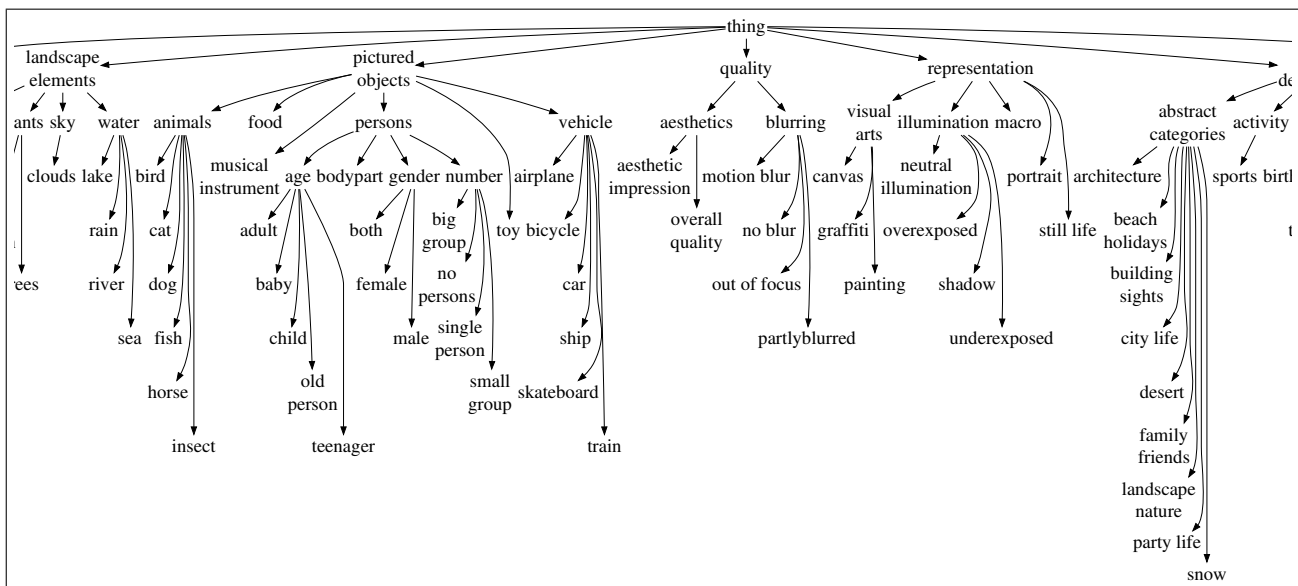 thing
landscape
elements
pictured
objects
quality
representation
sky
water
animals
food
persons
vehicle
aesthetics
blurring
visual
arts
illumination
macro
abstract
categories
activity
clouds
lake
bird
musical
instrument
age
bodypart
gender
number
airplane
aesthetic
impression
motion blur
canvas
neutral
illumination
portrait
architecture
sports
rain
cat
adult
both
big
group
toy
bicycle
overall
quality
no blur
graffiti
overexposed
still life
beach
holidays
river
dog
baby
female
no
persons
car
out of focus
painting
shadow
building
sights
sea
fish
child
male
single
person
ship
partlyblurred
underexposed
city life
horse
old
person
small
group
skateboard
desert
insect
teenager
train
family
friends
landscape
nature
party life
snow